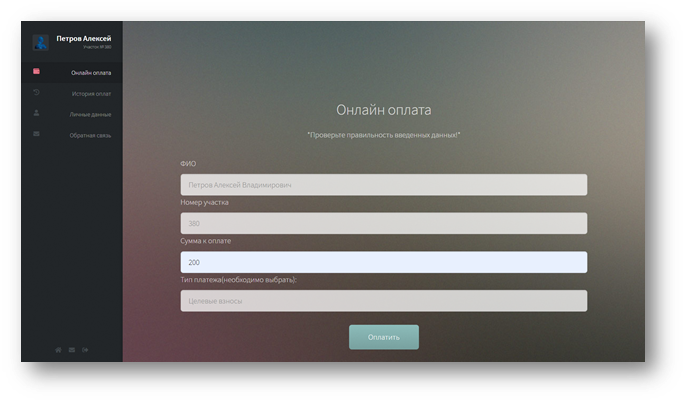 Петров Алексей
Участок № 380
Онлайн оплата
История оплат
Личные данные
Обратная связь
Онлайн оплата
"Проверьте правильность введенных данных!"
ФИО
Петров Алексей Владимирович
Номер участка
380
Сумма к оплате
200
Тип платежа(необходимо выбрать):
Целевые взносы
Оплатить